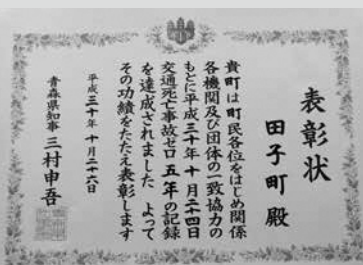 表彰状
田子町殿
貴町は町民各位をはじめ関係
各機関及び団体の一致協力の
もとに平成三十年十月二十四日
交通死亡事故ゼロ五年の記録
を達成されました よって
その功績をたたえ表彰します
平成三十年十月二十六日
青森県知事 三村申吾